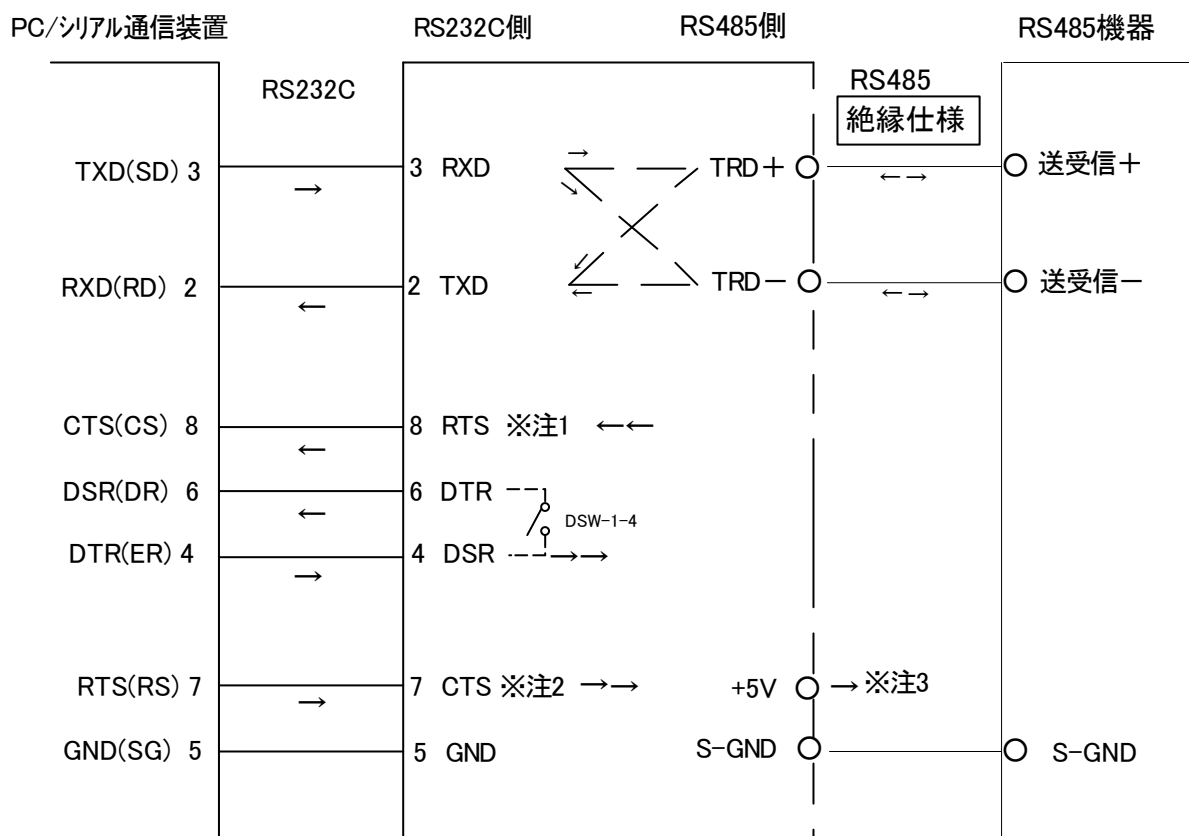 PC/シリアル通信装置 RS232C側 RS485側 RS485機器
RS232C RS485
絶縁仕様
TXD(SD) 3 3 RXD TRD+ 送受信+
→ → ↘ ←→
RXD(RD) 2 2 TXD TRD- 送受信-
← ↙ ← ←→
CTS(CS) 8 8 RTS ※注1 ←←
←
DSR(DR) 6 6 DTR
← DSW-1-4
DTR(ER) 4 4 DSR →→
→
RTS(RS) 7 7 CTS ※注2 →→ +5V → ※注3
→
GND(SG) 5 5 GND S-GND S-GND